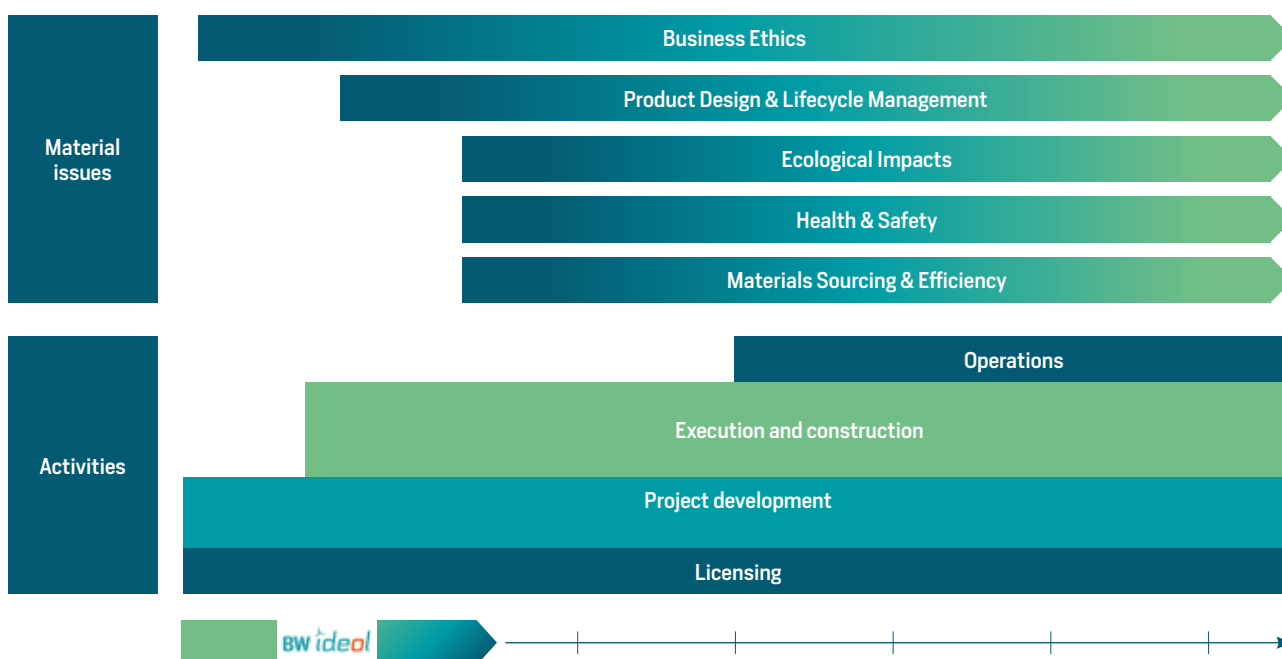 Material
issues
Business Ethics
Product Design & Lifecycle Management
Ecological Impacts
Health & Safety
Materials Sourcing & Efficiency
Activities
Operations
Execution and construction
Project development
Licensing
BW ideol